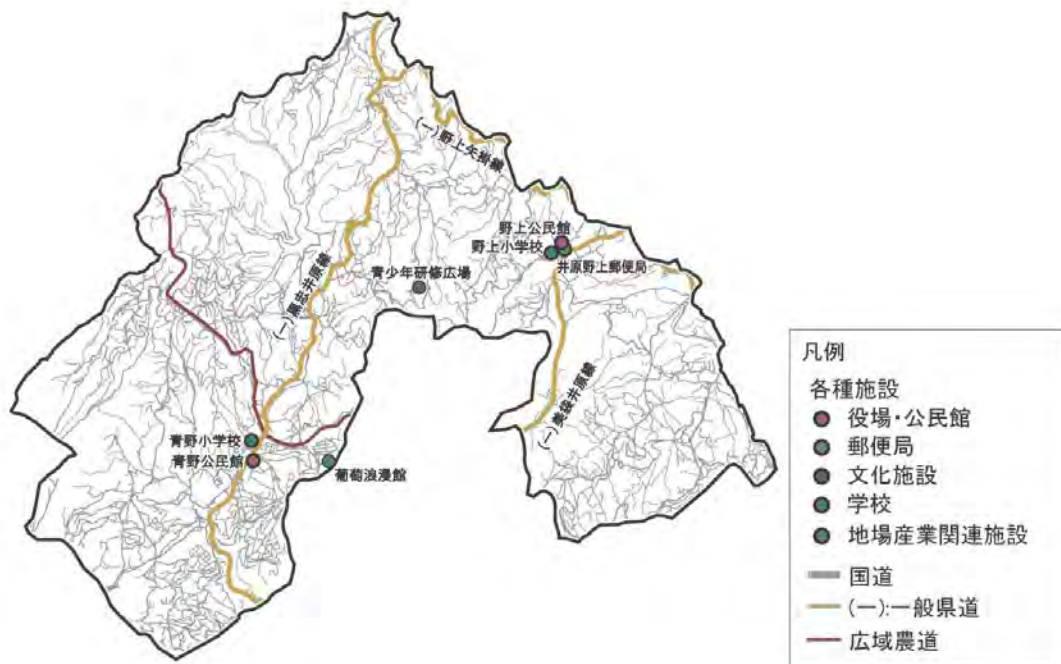 (一)野上矢掛線
野上公民館
野上小学校
井原野上郵便局
青少年研修広場
(一)黒忠井原線
(一)美袋井原線
青野小学校
青野公民館
葡萄浪漫館
凡例
各種施設
役場・公民館
郵便局
文化施設
学校
地場産業関連施設
国道
(一):一般県道
広域農道